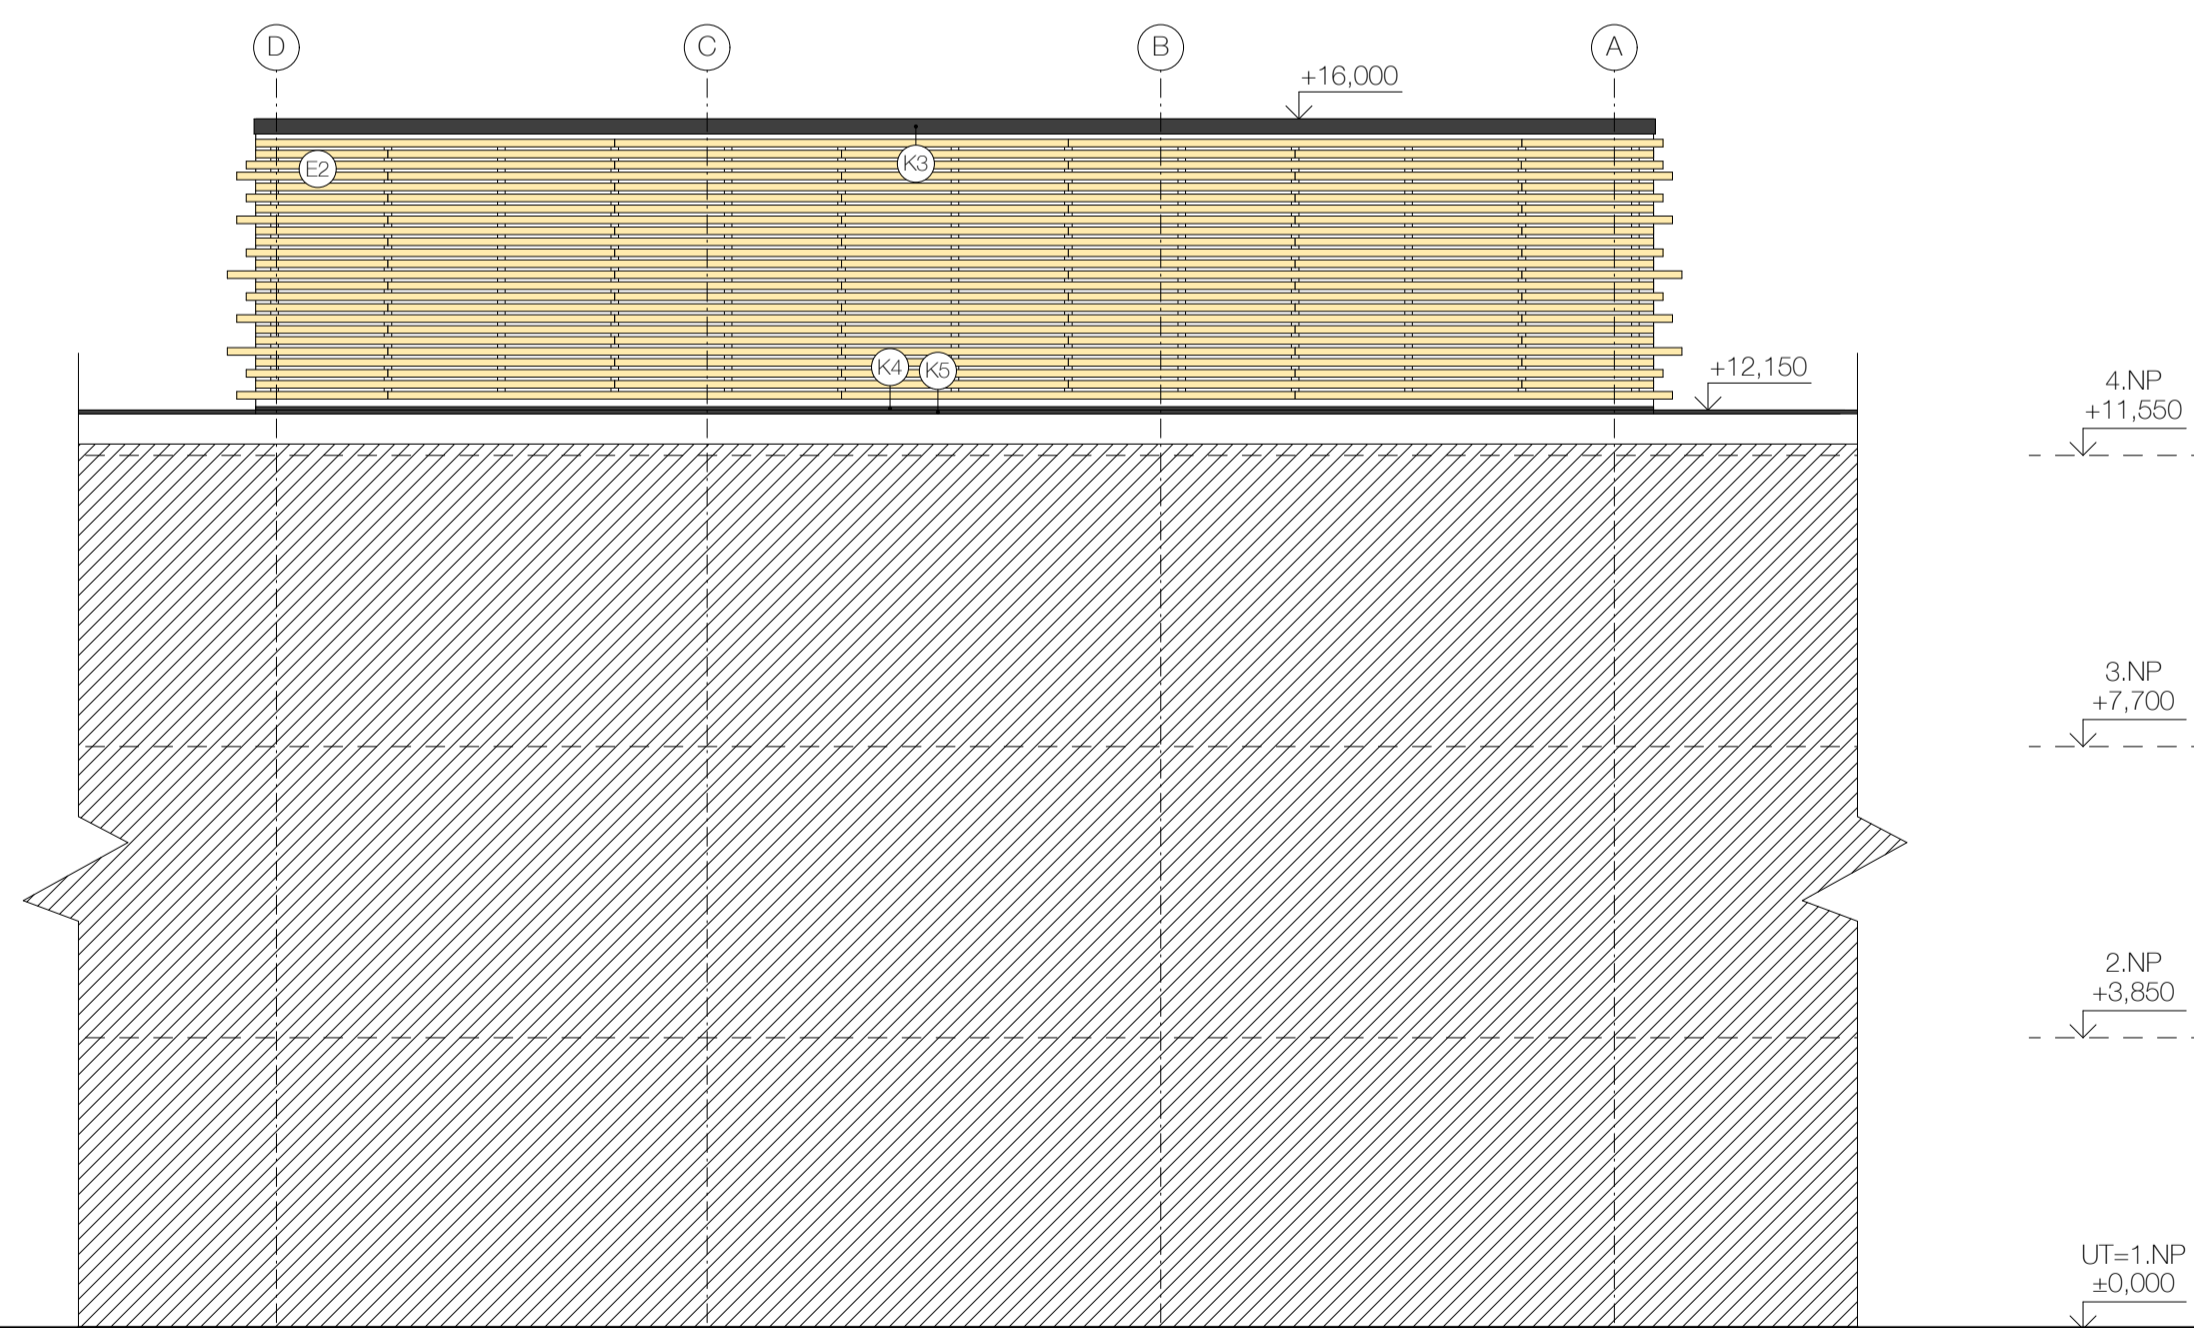 D
C
B
A
+16,000
E2
K3
K4
K5
+12,150
4.NP
+11,550
3.NP
+7,700
2.NP
+3,850
UT=1.NP
±0,000